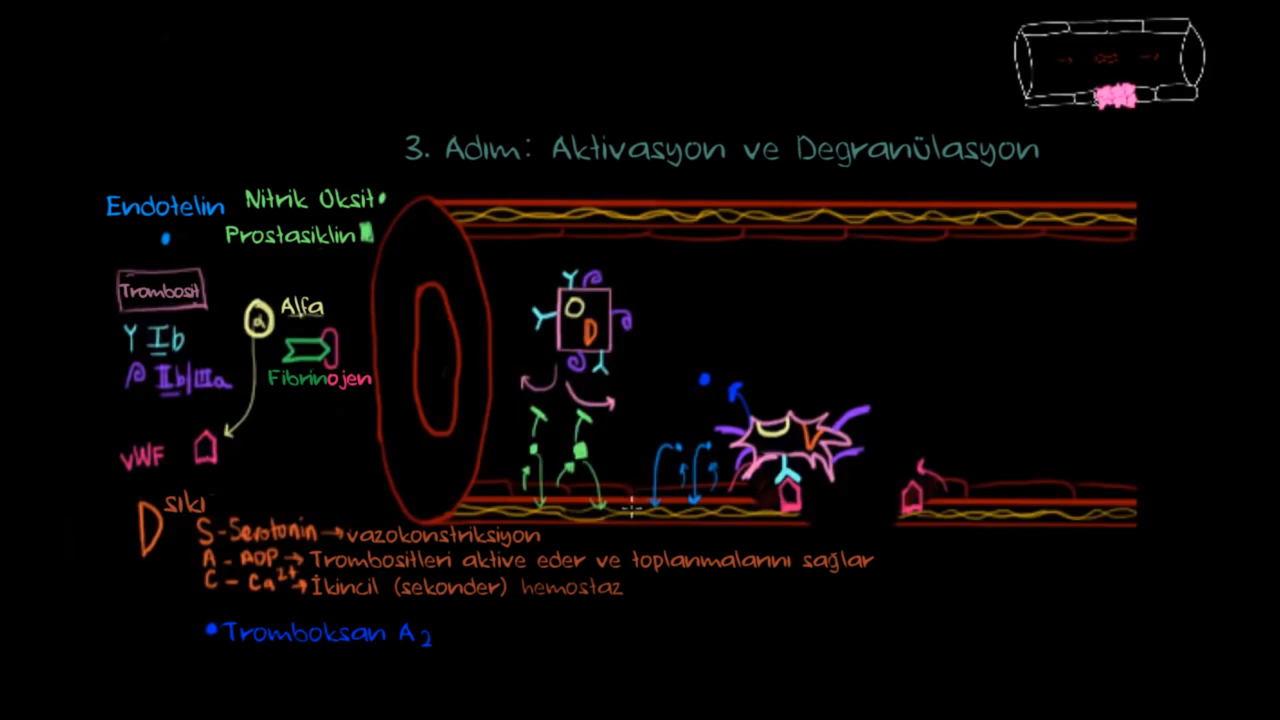 3. Adım: Aktivasyon ve Degranülasyon
Endotelin
Nitrik Oksit
Prostasiklin
Trombosit
Ib
IIb/IIIa
α
Alfa
Fibrinojen
vWF
D
sıkı
S - Serotonin → vazokonstriksiyon
A - ADP → Trombositleri aktive eder ve toplanmalarını sağlar
C - Ca²⁺ → İkincil (sekonder) hemostaz
D
• Tromboksan A₂